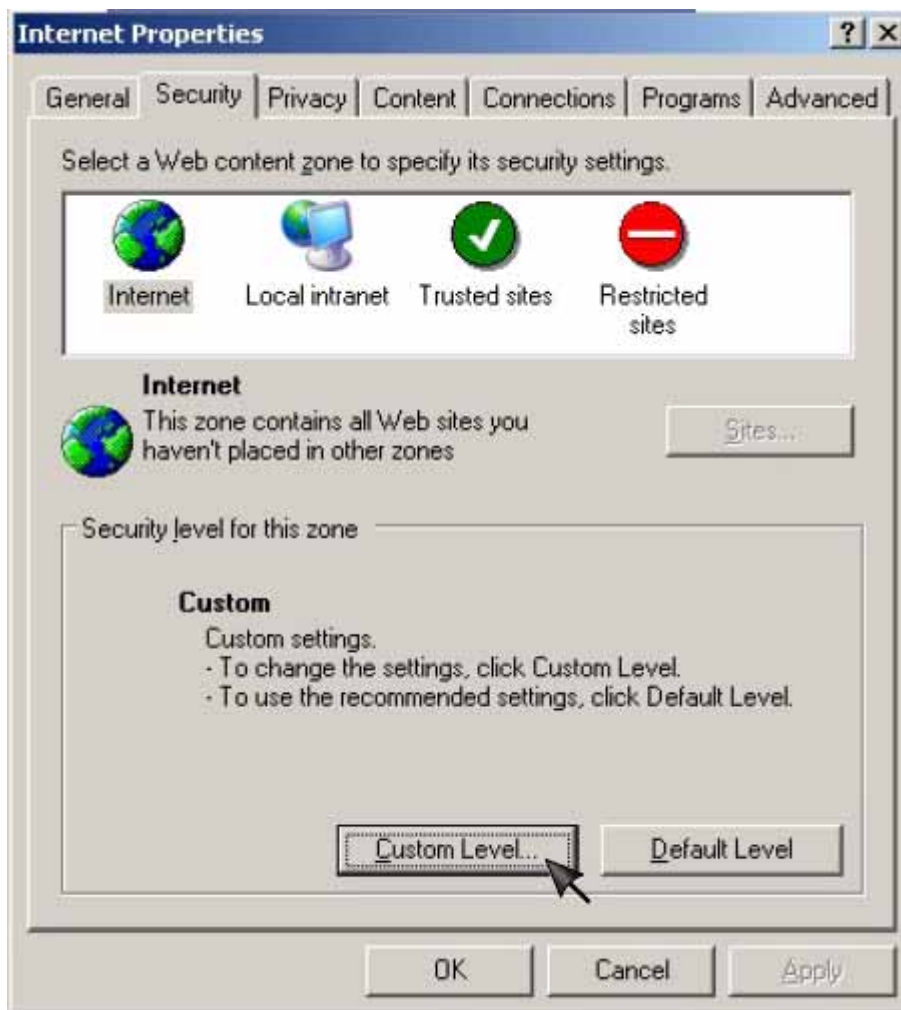 Internet Properties
General Security Privacy Content Connections Programs Advanced
Select a Web content zone to specify its security settings.
Internet Local intranet Trusted sites Restricted
sites
Internet
This zone contains all Web sites you
haven't placed in other zones
Sites...
Security level for this zone
Custom
Custom settings.
- To change the settings, click Custom Level.
- To use the recommended settings, click Default Level.
Custom Level... Default Level
OK Cancel Apply